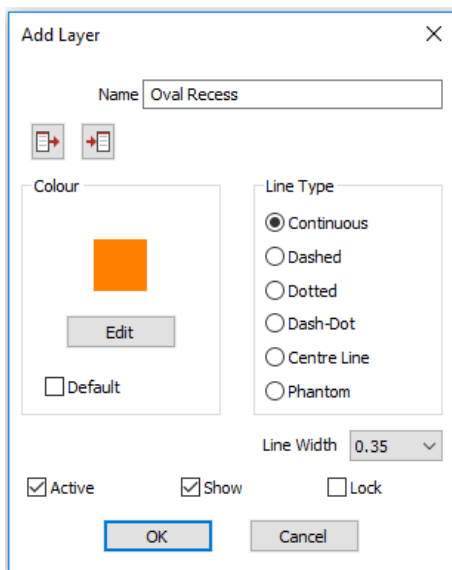 Add Layer
Name Oval Recess
Colour
Line Type
Continuous
Dashed
Edit
Dotted
Dash-Dot
Default
Centre Line
Phantom
Line Width 0.35
Active Show Lock
OK Cancel